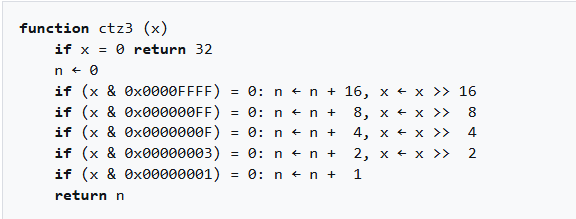 function ctz3 (x)
    if x = 0 return 32
    n ← 0
    if (x & 0x0000FFFF) = 0: n ← n + 16, x ← x >> 16
    if (x & 0x000000FF) = 0: n ← n +  8, x ← x >>  8
    if (x & 0x0000000F) = 0: n ← n +  4, x ← x >>  4
    if (x & 0x00000003) = 0: n ← n +  2, x ← x >>  2
    if (x & 0x00000001) = 0: n ← n +  1
    return n